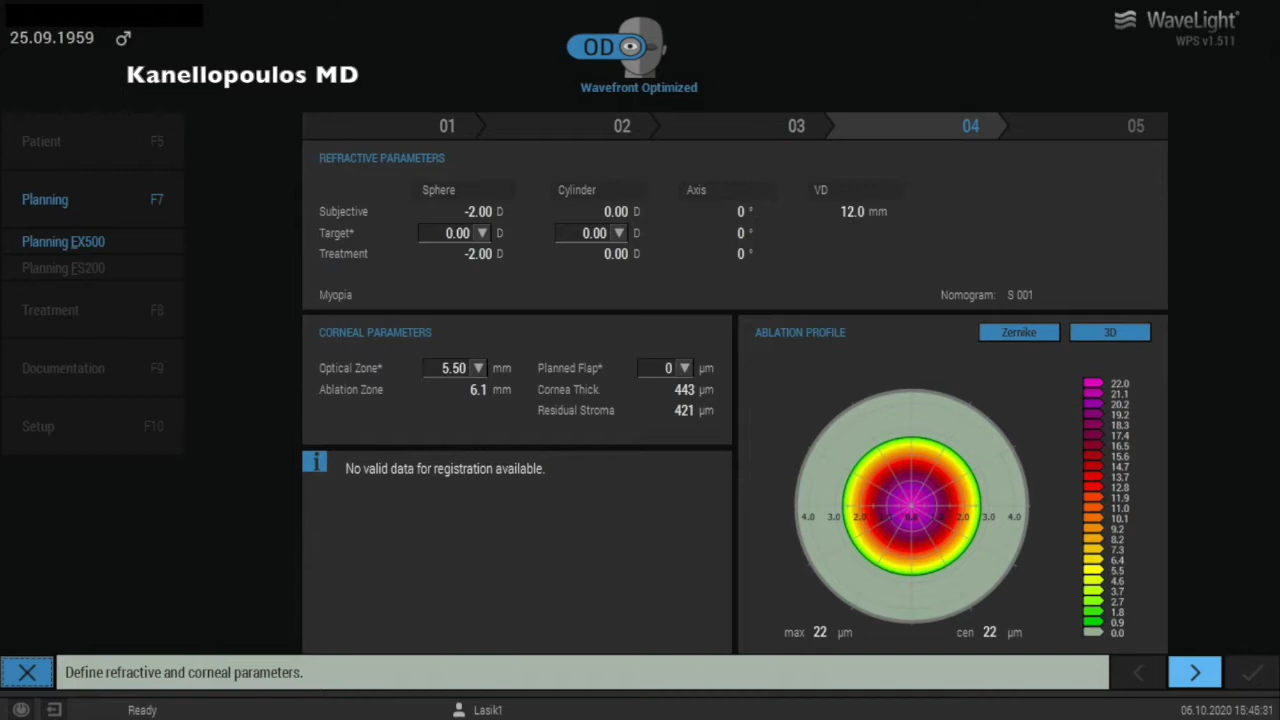 WaveLight®
25.09.1959
OD
WPS v1.511
Kanellopoulos MD
Wavefront Optimized
01 02 03 04 05
Patient F5
REFRACTIVE PARAMETERS
Sphere Cylinder Axis VD
Planning F7
Subjective -2.00 D 0.00 D 0 ° 12.0 mm
Target* 0.00 D 0.00 D 0 °
Planning EX500
Treatment -2.00 D 0.00 D 0 °
Planning FS200
Myopia Nomogram: S 001
Treatment F8
CORNEAL PARAMETERS
Optical Zone* 5.50 mm Planned Flap* 0 µm
Ablation Zone 6.1 mm Cornea Thick. 443 µm
Residual Stroma 421 µm
ABLATION PROFILE Zernike 3D
Documentation F9
Setup F10
i No valid data for registration available.
22.0
21.1
20.2
19.2
18.3
17.4
16.5
15.6
14.7
13.7
12.8
11.9
11.0
10.1
9.2
8.2
7.3
6.4
5.5
4.6
3.7
2.7
1.8
0.9
0.0
4.0 3.0 2.0 0.0 2.0 3.0 4.0
max 22 µm cen 22 µm
Define refractive and corneal parameters.
Ready Lasik1 06.10.2020 15:45:31